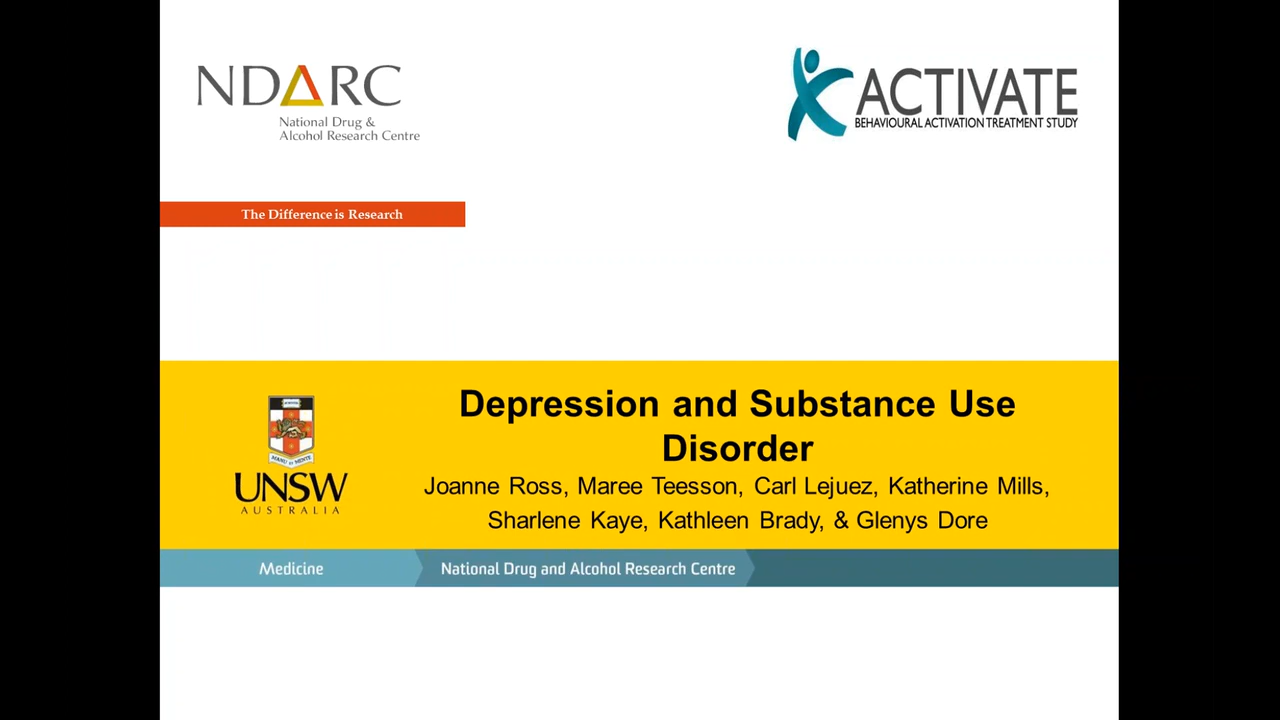 NDARC
National Drug &
Alcohol Research Centre
ACTIVATE
BEHAVIOURAL ACTIVATION TREATMENT STUDY
The Difference is Research
Depression and Substance Use
Disorder
Joanne Ross, Maree Teesson, Carl Lejuez, Katherine Mills,
Sharlene Kaye, Kathleen Brady, & Glenys Dore
UNSW
AUSTRALIA
Medicine
National Drug and Alcohol Research Centre